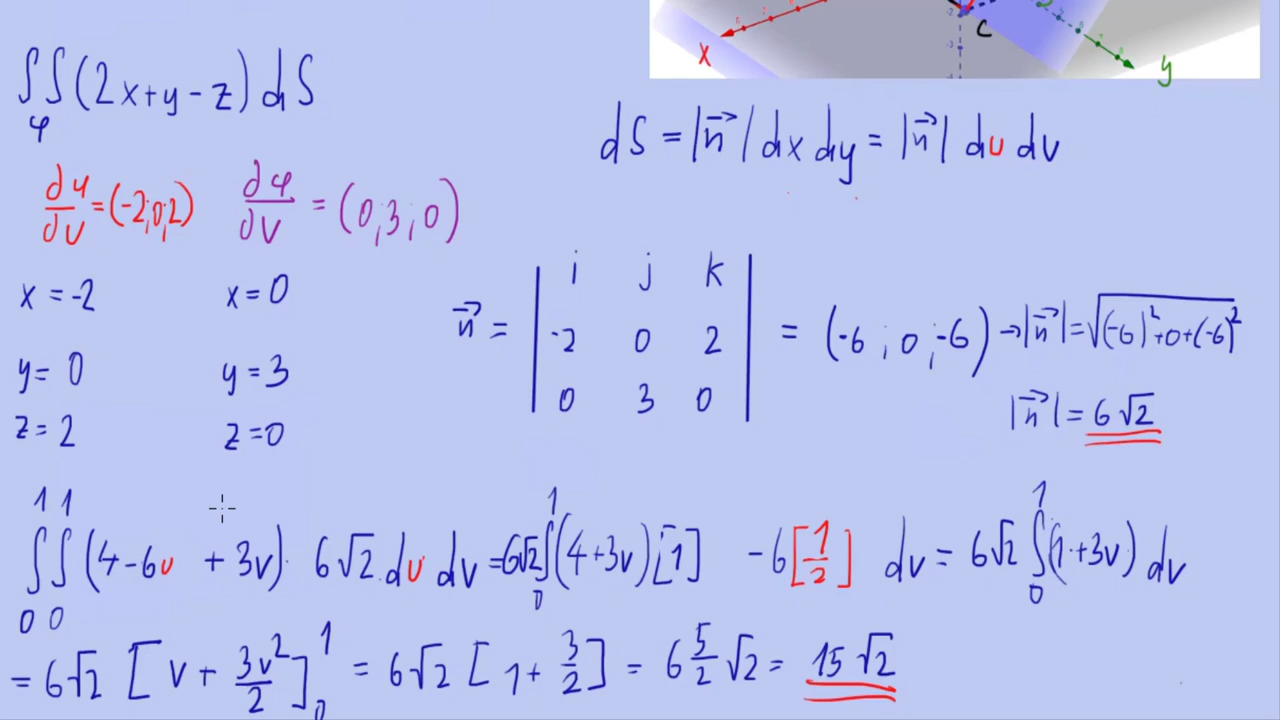 x
C
y
∬_φ (2x+y-z) dS
dS = |n⃗| dx dy = |n⃗| du dv
∂φ/∂u = (-2;0;2)  ∂φ/∂v = (0;3;0)
x = -2  x = 0
y = 0  y = 3
z = 2  z = 0
n⃗ = | i j k |
| -2 0 2 |
| 0 3 0 |
= (-6; 0; -6) → |n⃗| = √((-6)²+0+(-6)²)
|n⃗| = 6√2
∫₀¹∫₀¹ (4-6u + 3v) · 6√2 du dv = 6√2 ∫₀¹ (4+3v)[1] -6[1/2] dv = 6√2 ∫₀¹ (1+3v) dv
= 6√2 [v + 3v²/2]₀¹ = 6√2 [1 + 3/2] = 6 5/2 √2 = 15√2